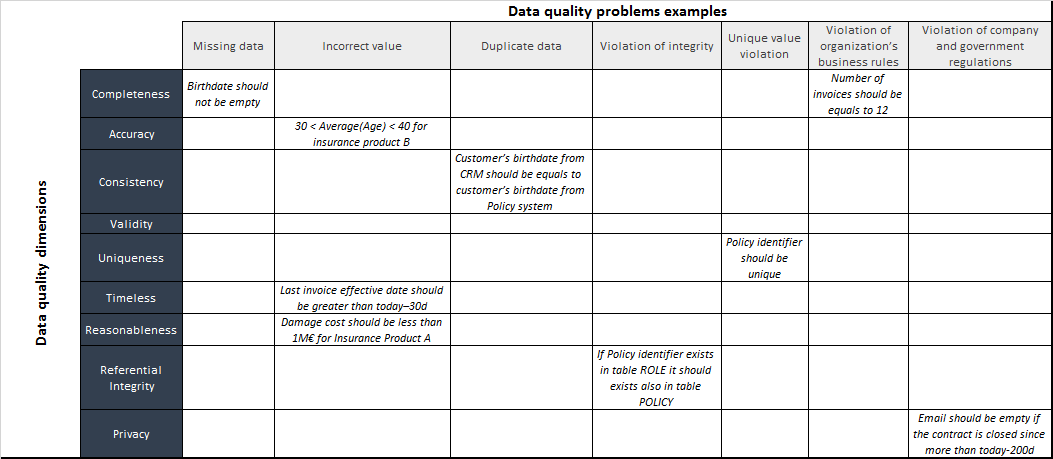 Data quality problems examples
Missing data
Incorrect value
Duplicate data
Violation of integrity
Unique value
violation
Violation of
organization's
business rules
Violation of company
and government
regulations
Data quality dimensions
Completeness
Birthdate should
not be empty
Number of
invoices should be
equals to 12
Accuracy
30 < Average(Age) < 40 for
insurance product B
Consistency
Customer's birthdate from
CRM should be equals to
customer's birthdate from
Policy system
Validity
Uniqueness
Policy identifier
should be
unique
Timeless
Last invoice effective date should
be greater than today–30d
Reasonableness
Damage cost should be less than
1M€ for Insurance Product A
Referential
Integrity
If Policy identifier exists
in table ROLE it should
exists also in table
POLICY
Privacy
Email should be empty if
the contract is closed since
more than today-200d